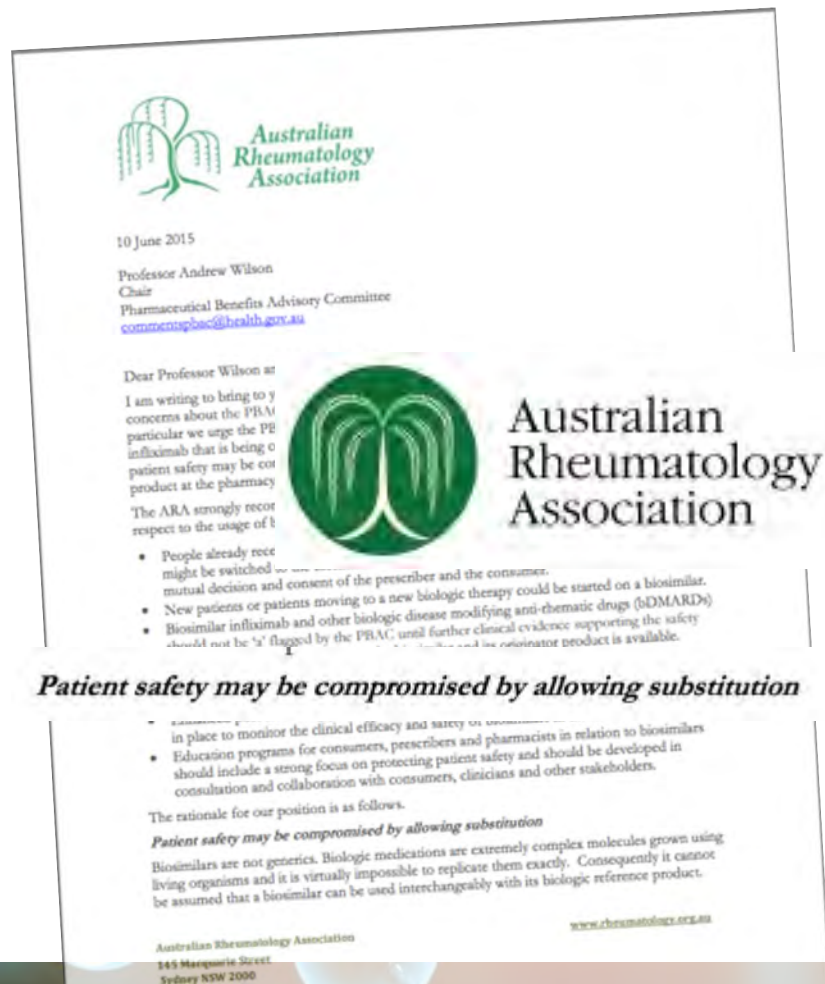 Australian
Rheumatology
Association
10 June 2015
Professor Andrew Wilson
Chair
Pharmaceutical Benefits Advisory Committee
commentspbac@health.gov.au
Dear Professor Wilson
I am writing to bring to
concerns about the
particular we urge the
infliximab that is being
patient safety may be
product at the pharmacy
The ARA strongly
respect to the usage of
Australian
Rheumatology
Association
• People already
might be switched
mutual decision and consent of the prescriber and the consumer.
• New patients or patients moving to a new biologic therapy could be started on a biosimilar.
• Biosimilar infliximab and other biologic disease modifying anti-rhematic drugs (bDMARDs)
should not be 'a' flagged by the PBAC until further clinical evidence supporting the safety
and its originator product is available.
Patient safety may be compromised by allowing substitution
in place to monitor the clinical efficacy and safety of
• Education programs for consumers, prescribers and pharmacists in relation to biosimilars
should include a strong focus on protecting patient safety and should be developed in
consultation and collaboration with consumers, clinicians and other stakeholders.
The rationale for our position is as follows.
Patient safety may be compromised by allowing substitution
Biosimilars are not generics. Biologic medications are extremely complex molecules grown using
living organisms and it is virtually impossible to replicate them exactly. Consequently it cannot
be assumed that a biosimilar can be used interchangeably with its biologic reference product.
Australian Rheumatology Association
www.rheumatology.org.au
145 Macquarie Street
Sydney NSW 2000